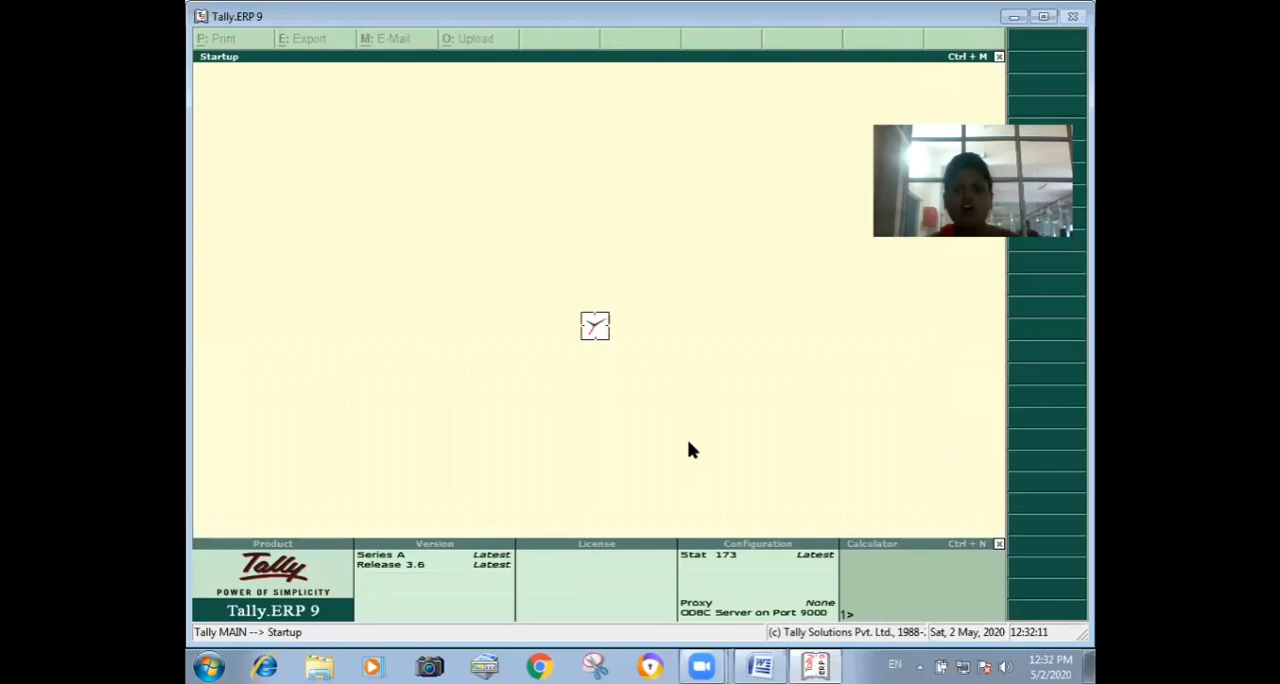 Tally.ERP 9
P: Print E: Export M: E-Mail O: Upload
Startup Ctrl + M
Product Version License Configuration Calculator Ctrl + N
Tally
POWER OF SIMPLICITY
Tally.ERP 9
Series A Latest
Release 3.6 Latest
Stat 173 Latest
Proxy None
ODBC Server on Port 9000
1>
Tally MAIN --> Startup (c) Tally Solutions Pvt. Ltd., 1988-. Sat, 2 May, 2020 12:32:11
EN 12:32 PM
5/2/2020